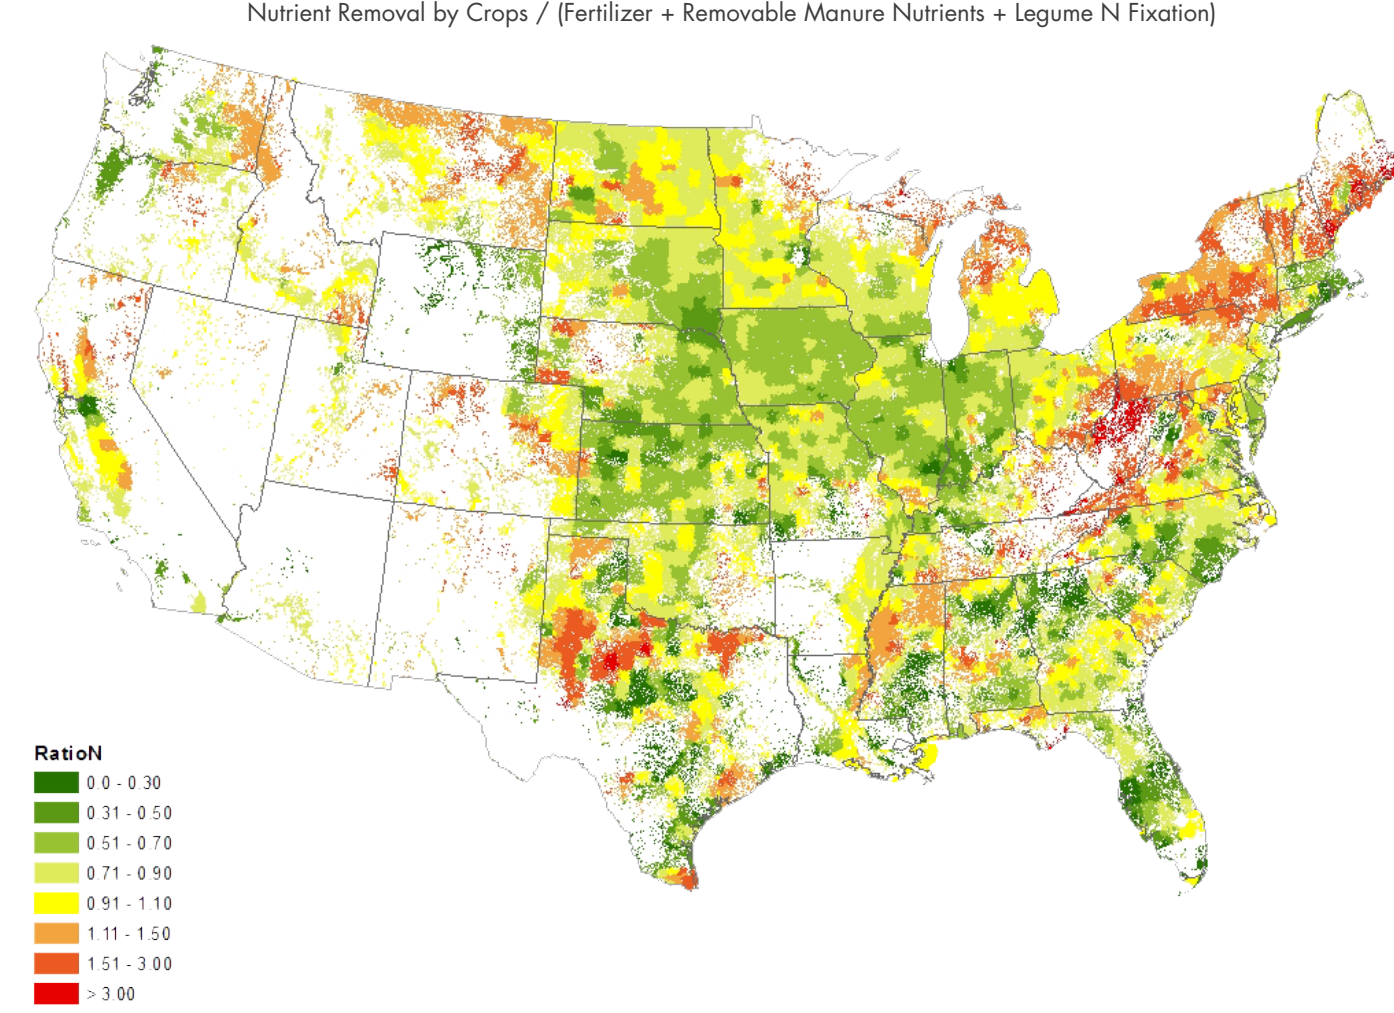 Nutrient Removal by Crops / (Fertilizer + Removable Manure Nutrients + Legume N Fixation)
RatioN
0.0 - 0.30
0.31 - 0.50
0.51 - 0.70
0.71 - 0.90
0.91 - 1.10
1.11 - 1.50
1.51 - 3.00
> 3.00